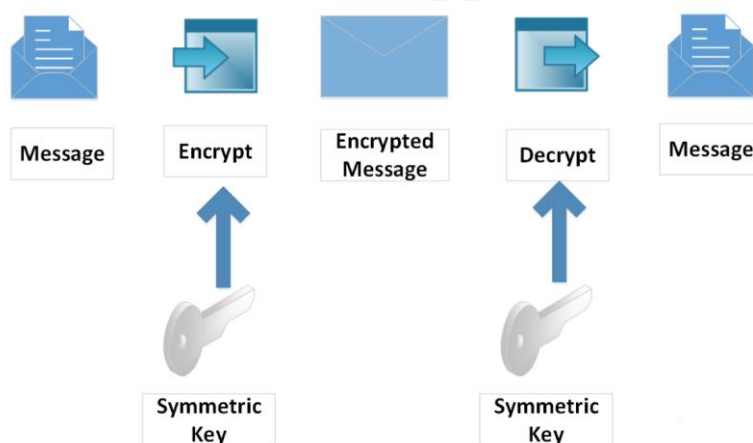 Message
Encrypt
Encrypted
Message
Decrypt
Message
Symmetric
Key
Symmetric
Key